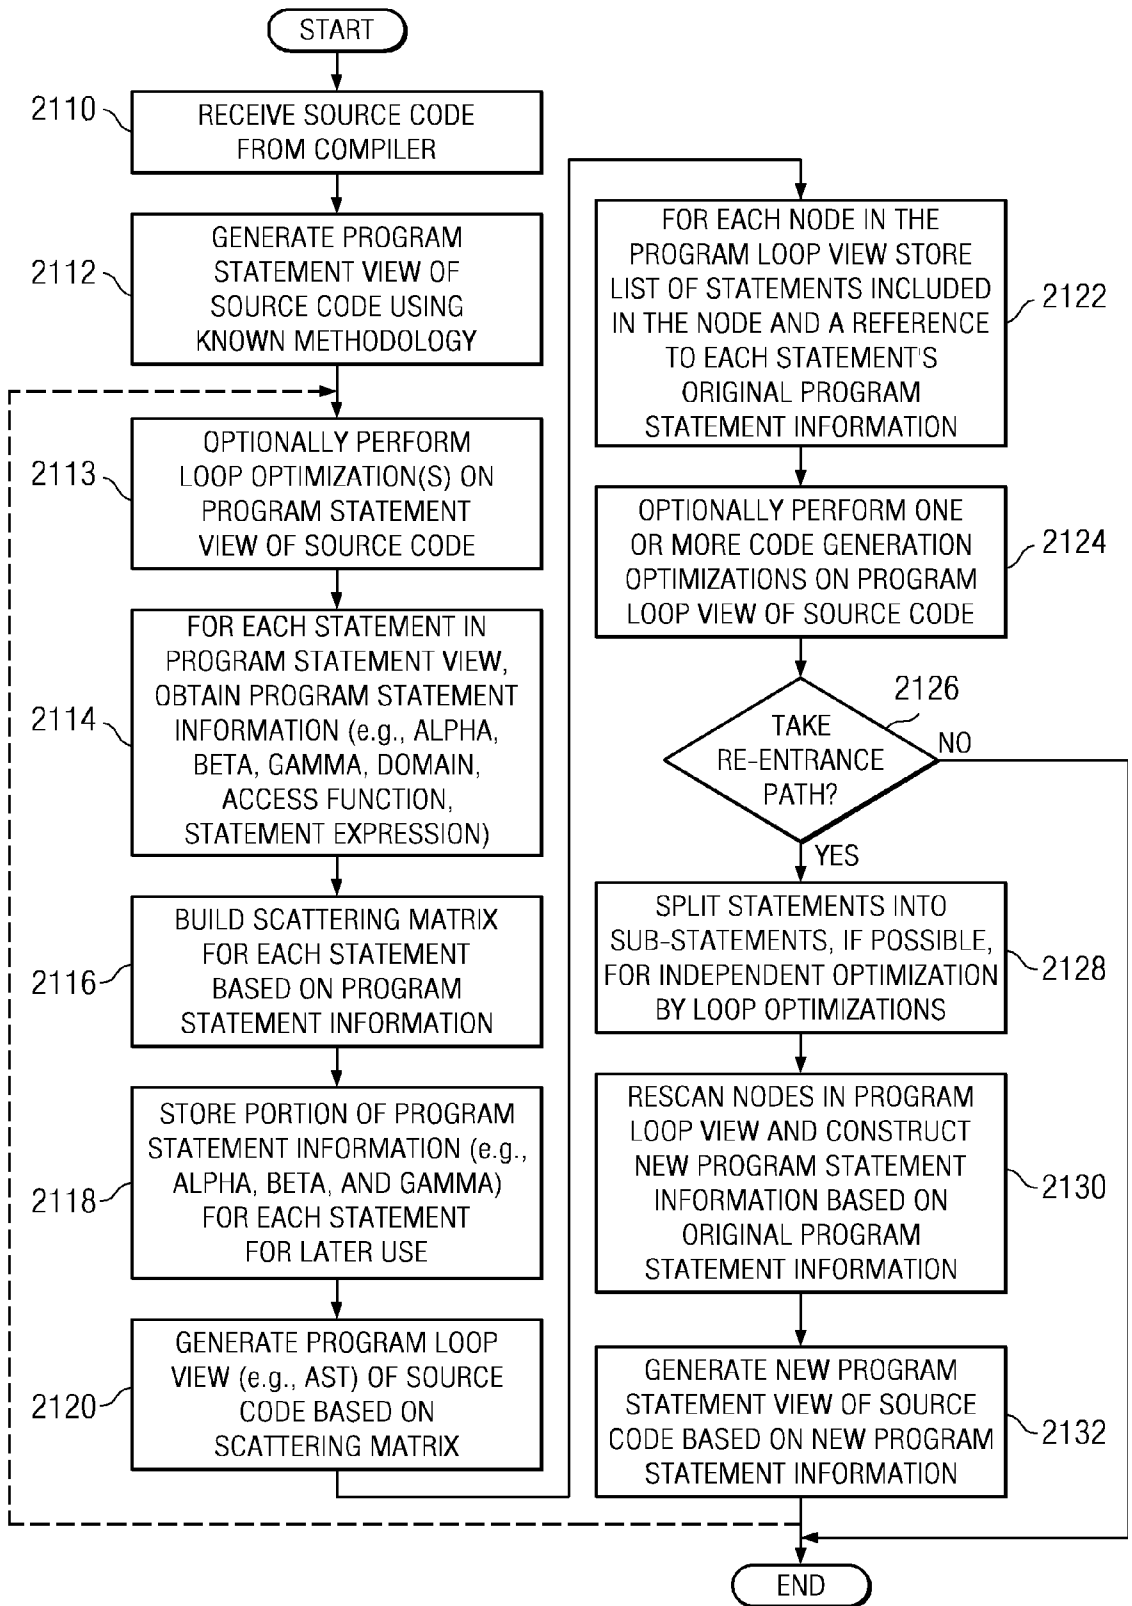 START
2110
RECEIVE SOURCE CODE
FROM COMPILER
2112
GENERATE PROGRAM
STATEMENT VIEW OF
SOURCE CODE USING
KNOWN METHODOLOGY
2113
OPTIONALLY PERFORM
LOOP OPTIMIZATION(S) ON
PROGRAM STATEMENT
VIEW OF SOURCE CODE
2114
FOR EACH STATEMENT IN
PROGRAM STATEMENT VIEW,
OBTAIN PROGRAM STATEMENT
INFORMATION (e.g., ALPHA,
BETA, GAMMA, DOMAIN,
ACCESS FUNCTION,
STATEMENT EXPRESSION)
2116
BUILD SCATTERING MATRIX
FOR EACH STATEMENT
BASED ON PROGRAM
STATEMENT INFORMATION
2118
STORE PORTION OF PROGRAM
STATEMENT INFORMATION (e.g.,
ALPHA, BETA, AND GAMMA)
FOR EACH STATEMENT
FOR LATER USE
2120
GENERATE PROGRAM LOOP
VIEW (e.g., AST) OF SOURCE
CODE BASED ON
SCATTERING MATRIX
FOR EACH NODE IN THE
PROGRAM LOOP VIEW STORE
LIST OF STATEMENTS INCLUDED
IN THE NODE AND A REFERENCE
TO EACH STATEMENT'S
ORIGINAL PROGRAM
STATEMENT INFORMATION
2122
OPTIONALLY PERFORM ONE
OR MORE CODE GENERATION
OPTIMIZATIONS ON PROGRAM
LOOP VIEW OF SOURCE CODE
2124
TAKE
RE-ENTRANCE
PATH?
2126
NO
YES
SPLIT STATEMENTS INTO
SUB-STATEMENTS, IF POSSIBLE,
FOR INDEPENDENT OPTIMIZATION
BY LOOP OPTIMIZATIONS
2128
RESCAN NODES IN PROGRAM
LOOP VIEW AND CONSTRUCT
NEW PROGRAM STATEMENT
INFORMATION BASED ON
ORIGINAL PROGRAM
STATEMENT INFORMATION
2130
GENERATE NEW PROGRAM
STATEMENT VIEW OF SOURCE
CODE BASED ON NEW PROGRAM
STATEMENT INFORMATION
2132
END